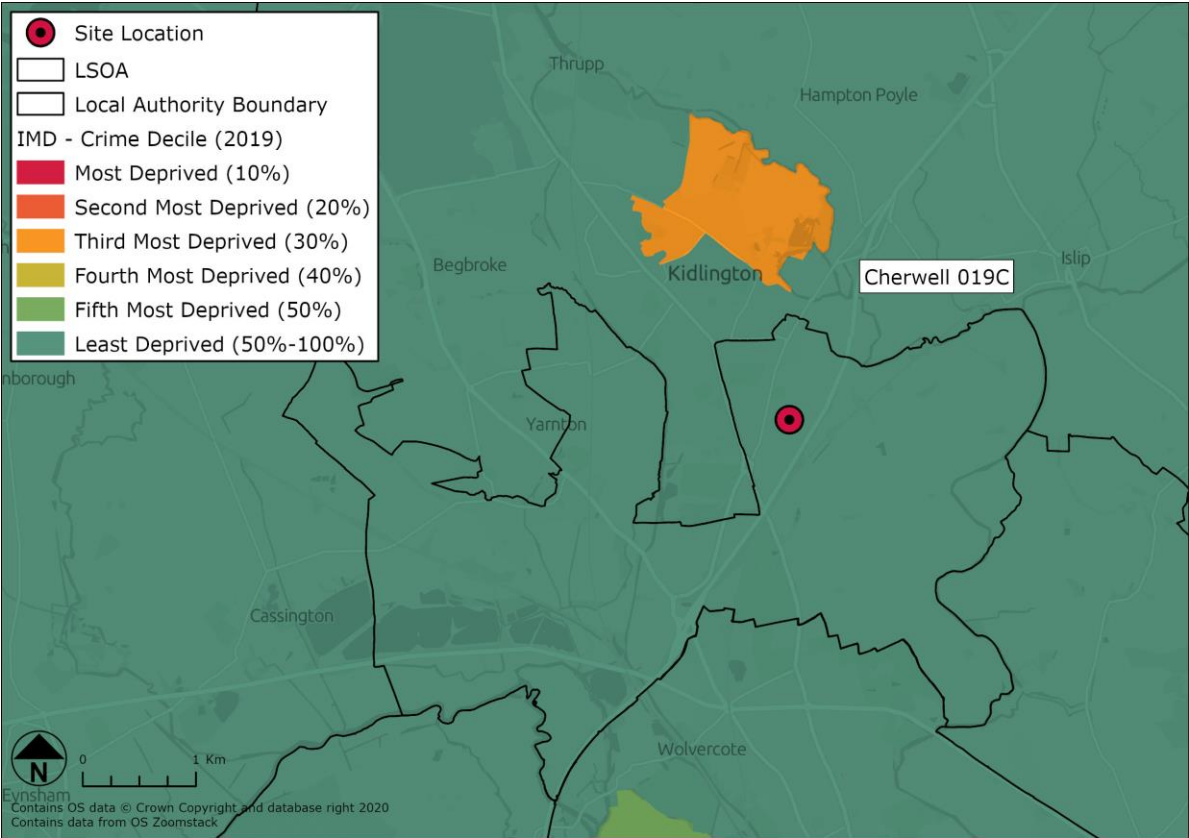 Site Location
LSOA
Local Authority Boundary
IMD - Crime Decile (2019)
Most Deprived (10%)
Second Most Deprived (20%)
Third Most Deprived (30%)
Fourth Most Deprived (40%)
Fifth Most Deprived (50%)
Least Deprived (50%-100%)
Thrupp
Hampton Poyle
Begbroke
Kidlington
Islip
Cherwell 019C
nborough
Yarnton
Cassington
Wolvercote
N
0 1 Km
Eynsham
Contains OS data © Crown Copyright and database right 2020
Contains data from OS Zoomstack